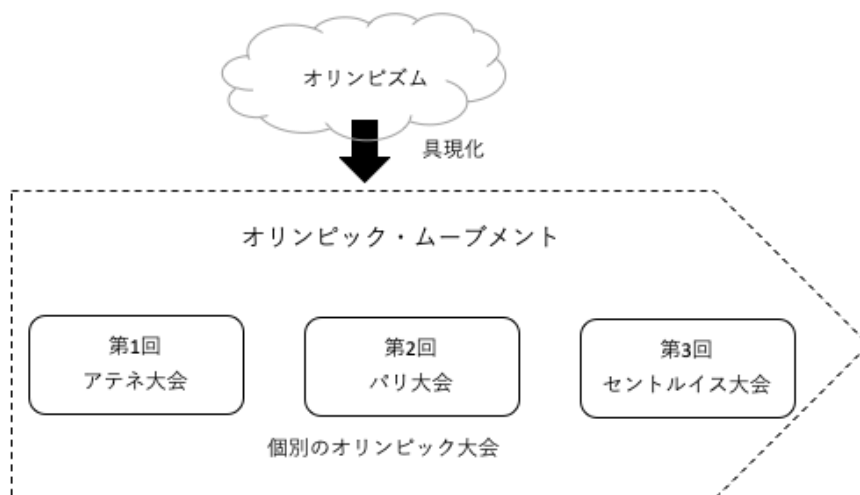 オリンピズム
具現化
オリンピック・ムーブメント
第1回
アテネ大会
第2回
パリ大会
第3回
セントルイス大会
個別のオリンピック大会